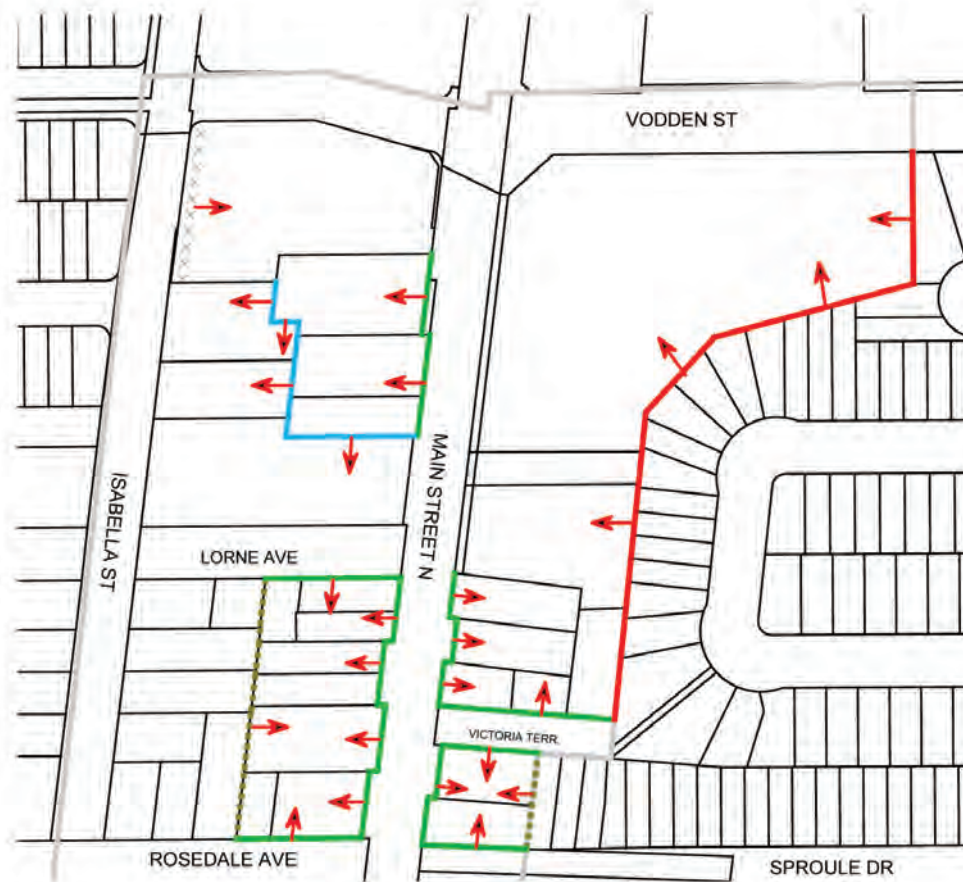 VODDEN ST
ISABELLA ST
MAIN STREET N
LORNE AVE
VICTORIA TERR.
ROSEDALE AVE
SPROULE DR